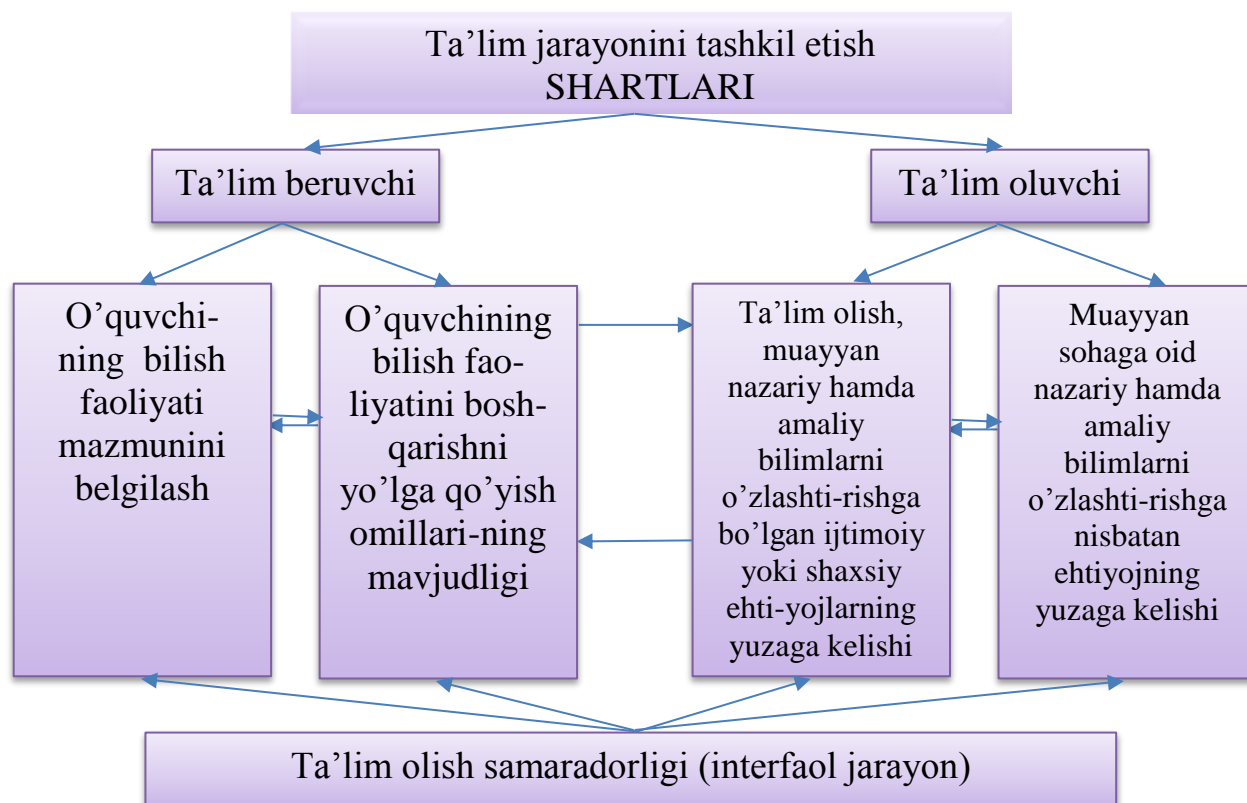 Ta’lim jarayonini tashkil etish
SHARTLARI
Ta’lim beruvchi
Ta’lim oluvchi
O’quvchi-
ning bilish
faoliyati
mazmunini
belgilash
O’quvchining
bilish fao-
liyatini bosh-
qarishni
yo’lga qo’yish
omillari-ning
mavjudligi
Ta’lim olish,
muayyan
nazariy hamda
amaliy
bilimlarni
o’zlashti-rishga
bo’lgan ijtimoiy
yoki shaxsiy
ehti-yojlarning
yuzaga kelishi
Muayyan
sohaga oid
nazariy hamda
amaliy
bilimlarni
o’zlashti-rishga
nisbatan
ehtiyojning
yuzaga kelishi
Ta’lim olish samaradorligi (interfaol jarayon)